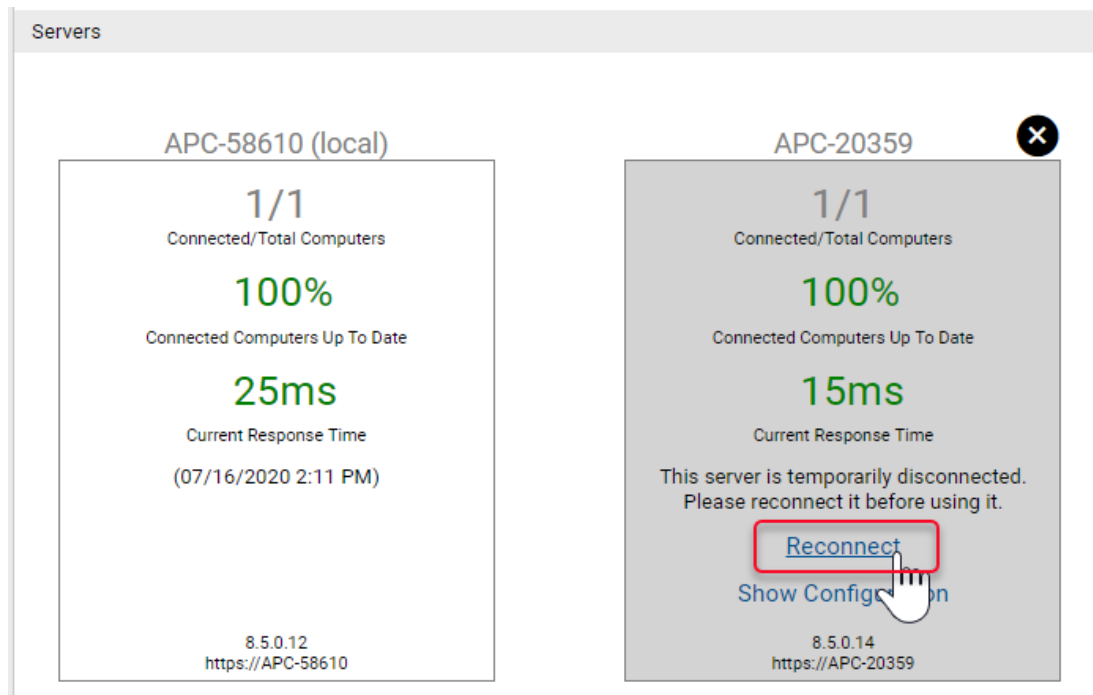 Servers
APC-58610 (local)
1/1
Connected/Total Computers
100%
Connected Computers Up To Date
25ms
Current Response Time
(07/16/2020 2:11 PM)
8.5.0.12
https://APC-58610
APC-20359
1/1
Connected/Total Computers
100%
Connected Computers Up To Date
15ms
Current Response Time
This server is temporarily disconnected.
Please reconnect it before using it.
Reconnect
Show Configuration
8.5.0.14
https://APC-20359